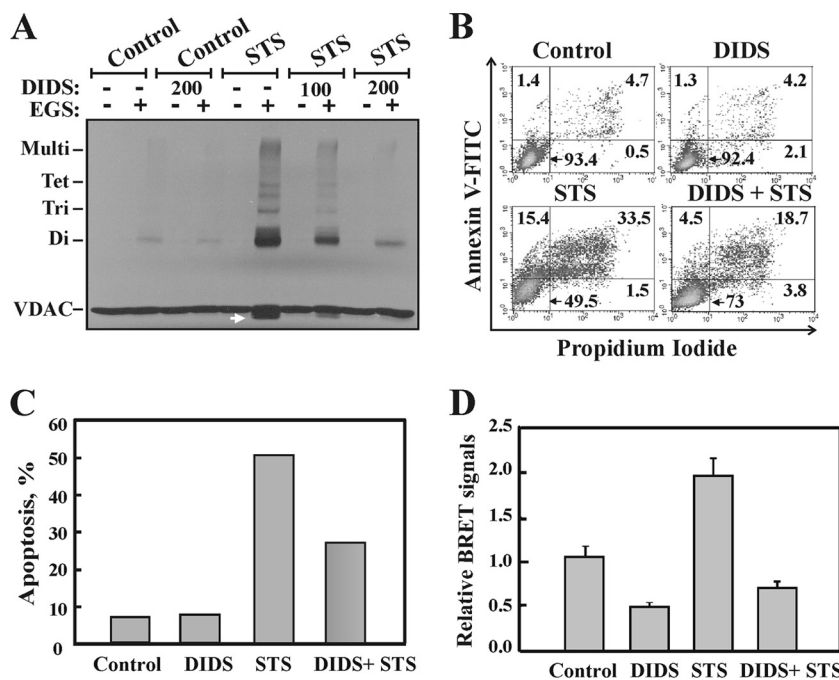 A
Control Control STS STS STS
DIDS: - - 200 - - 100 200
EGS: - + - + - + - + - +
Multi
Tet
Tri
Di
VDAC
B
Control DIDS
1.4 4.7 1.3 4.2
93.4 0.5 92.4 2.1
STS DIDS + STS
15.4 33.5 4.5 18.7
49.5 1.5 73 3.8
Annexin V-FITC
Propidium Iodide
C
Apoptosis, %
60
50
40
30
20
10
0
Control DIDS STS DIDS+ STS
D
Relative BRET signals
2.5
2.0
1.5
1.0
0.5
0.0
Control DIDS STS DIDS+ STS